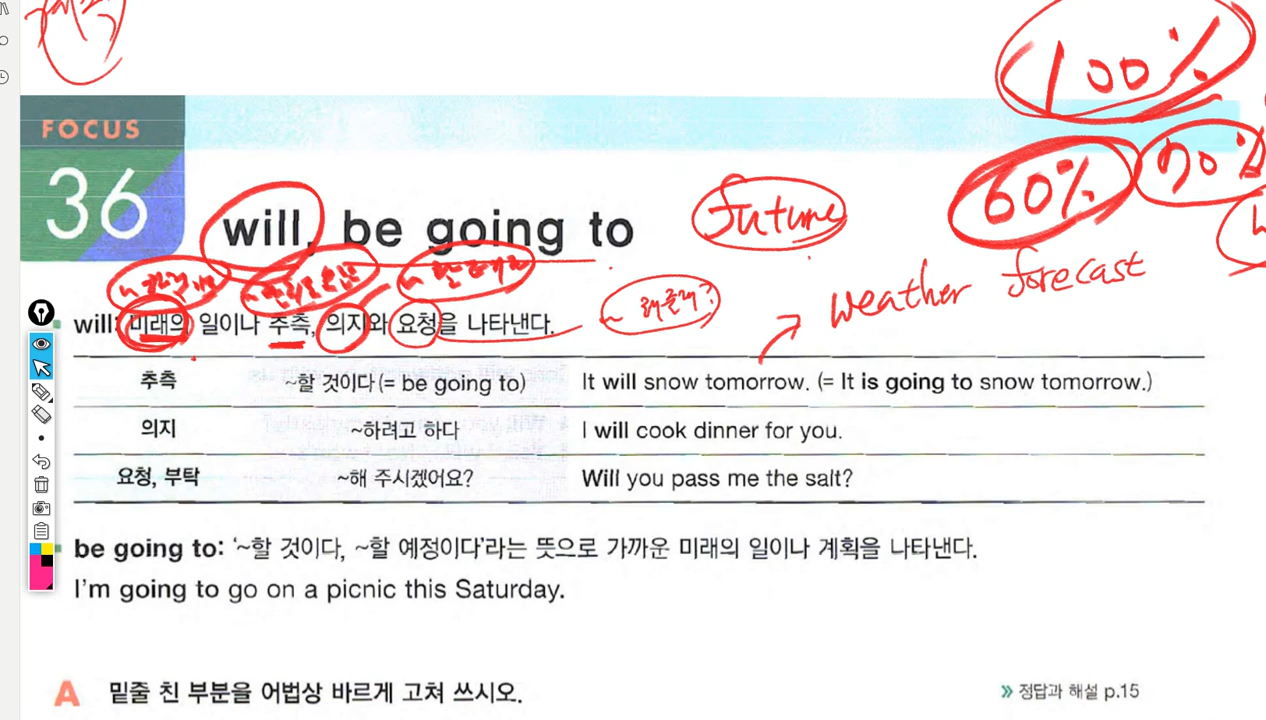 100%
FOCUS
36
60% 70%
will, be going to
future
weather forecast
~ 해줄래?
will: 미래의 일이나 추측, 의지와 요청을 나타낸다.
추측 ~할 것이다(= be going to) It will snow tomorrow. (= It is going to snow tomorrow.)
의지 ~하려고 하다 I will cook dinner for you.
요청, 부탁 ~해 주시겠어요? Will you pass me the salt?
be going to: '~할 것이다, ~할 예정이다'라는 뜻으로 가까운 미래의 일이나 계획을 나타낸다.
I'm going to go on a picnic this Saturday.
A 밑줄 친 부분을 어법상 바르게 고쳐 쓰시오.
» 정답과 해설 p.15